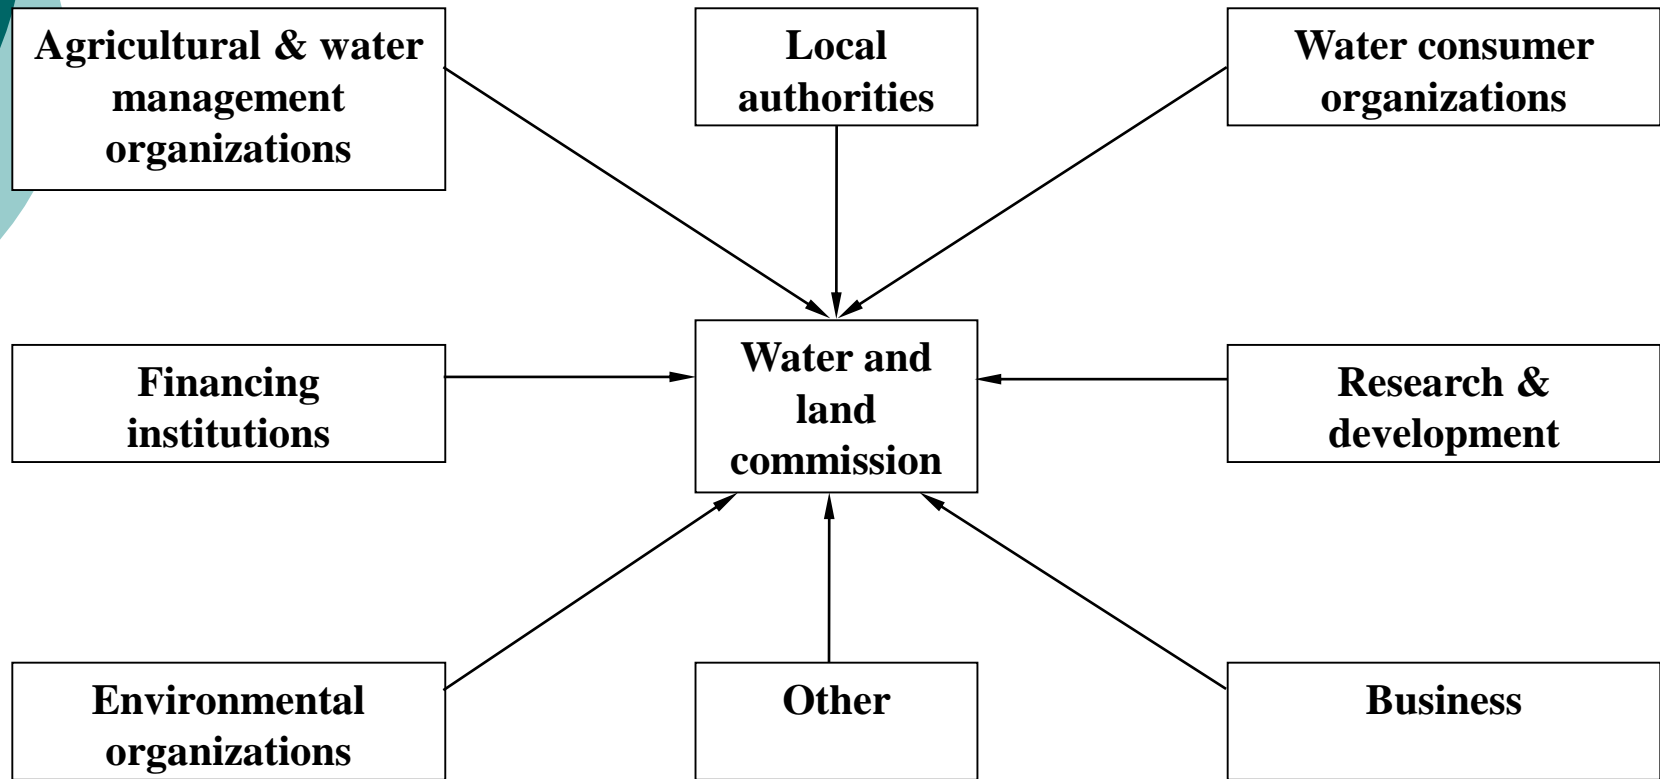 Agricultural & water
management
organizations
Local
authorities
Water consumer
organizations
Financing
institutions
Water and
land
commission
Research &
development
Environmental
organizations
Other
Business